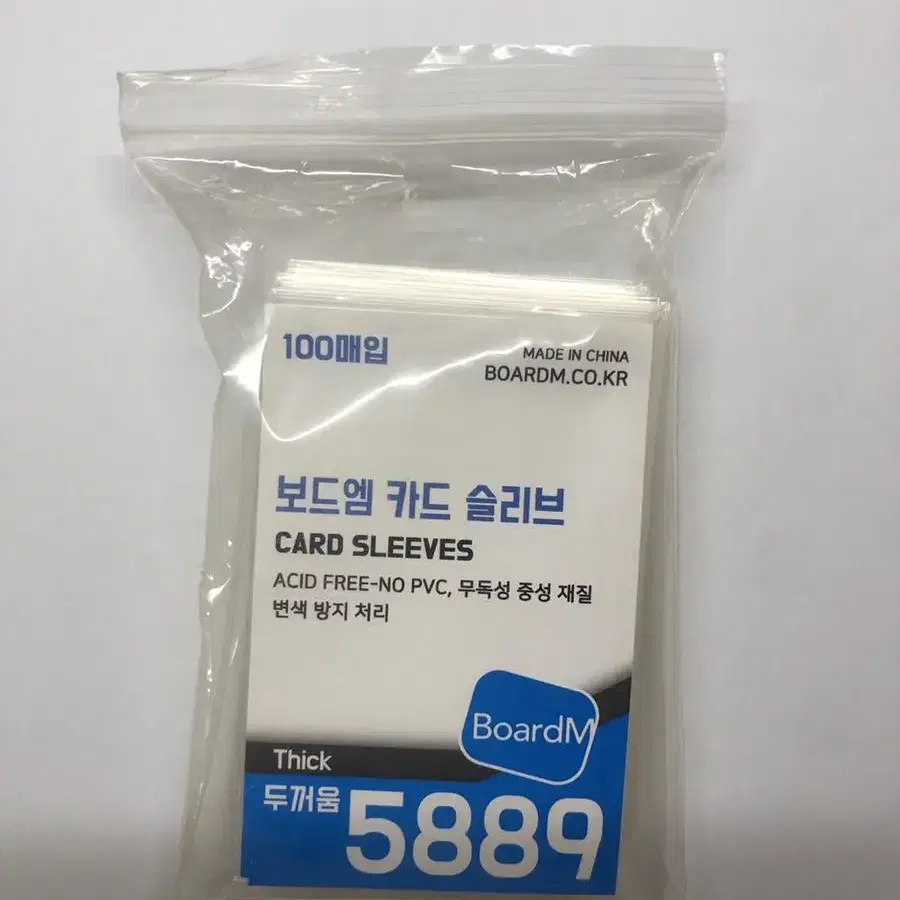 100매입
MADE IN CHINA
BOARDM.CO.KR
보드엠 카드 슬리브
CARD SLEEVES
ACID FREE-NO PVC, 무독성 중성 재질
변색 방지 처리
BoardM
Thick
두꺼움
5889